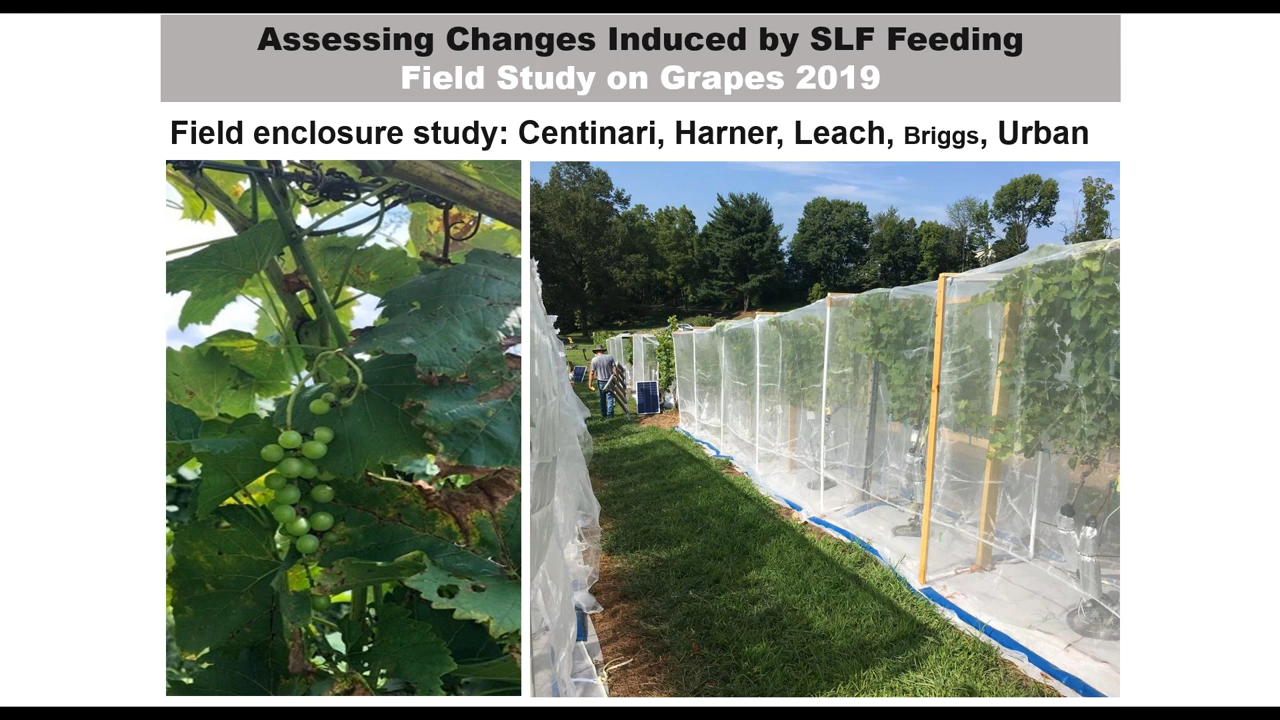 Assessing Changes Induced by SLF Feeding
Field Study on Grapes 2019
Field enclosure study: Centinari, Harner, Leach, Briggs, Urban